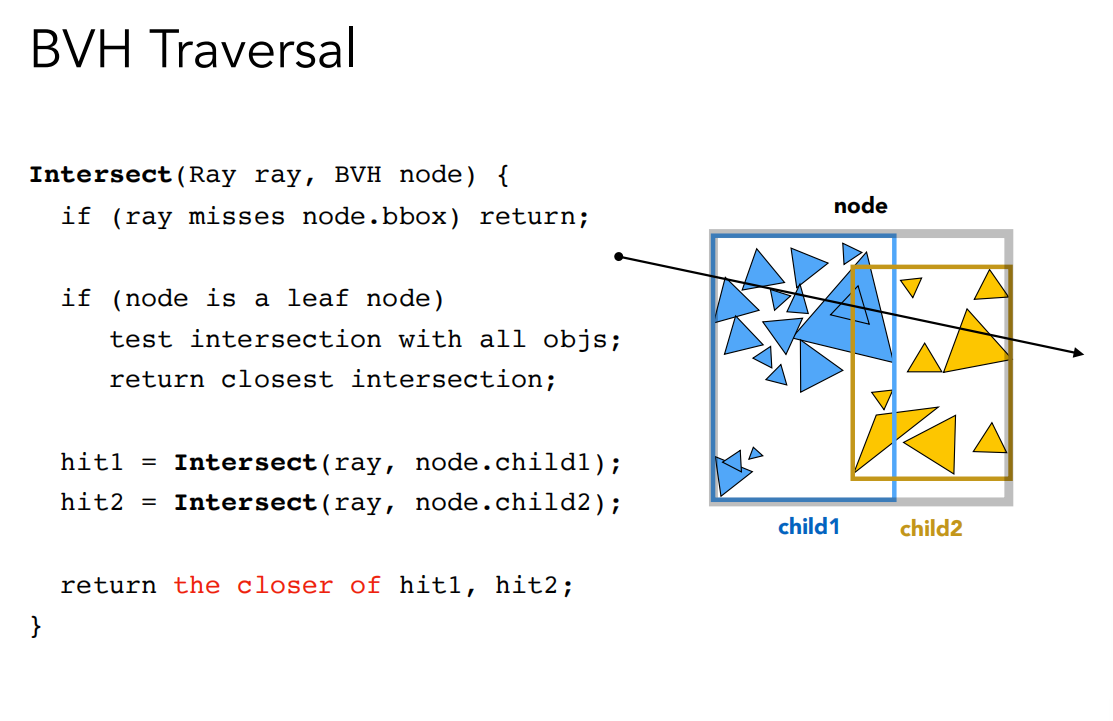 BVH Traversal
Intersect(Ray ray, BVH node) {
if (ray misses node.bbox) return;
if (node is a leaf node)
test intersection with all objs;
return closest intersection;
hit1 = Intersect(ray, node.child1);
hit2 = Intersect(ray, node.child2);
return the closer of hit1, hit2;
}
node
child1
child2